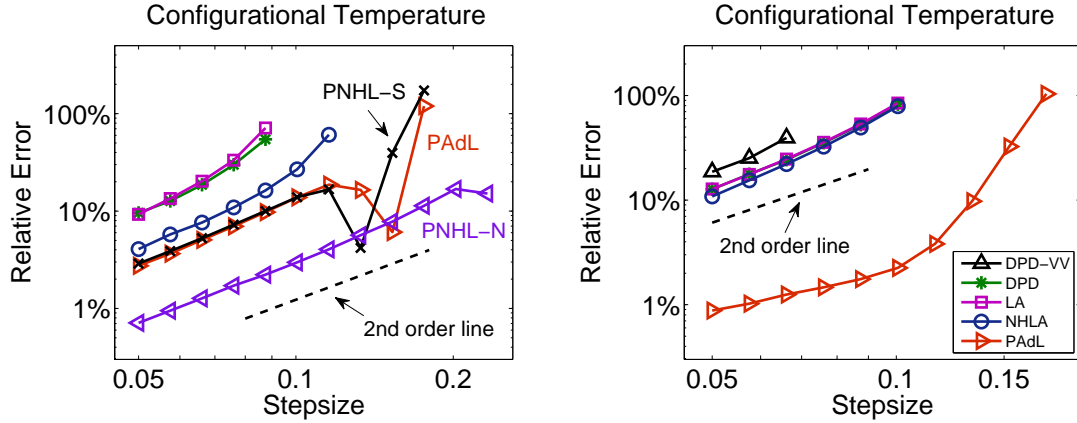 Configurational Temperature
Relative Error
100%
10%
1%
PNHL−S
PAdL
PNHL−N
2nd order line
0.05
0.1
0.2
Stepsize
Configurational Temperature
Relative Error
100%
10%
1%
2nd order line
DPD−VV
DPD
LA
NHLA
PAdL
0.05
0.1
0.15
Stepsize